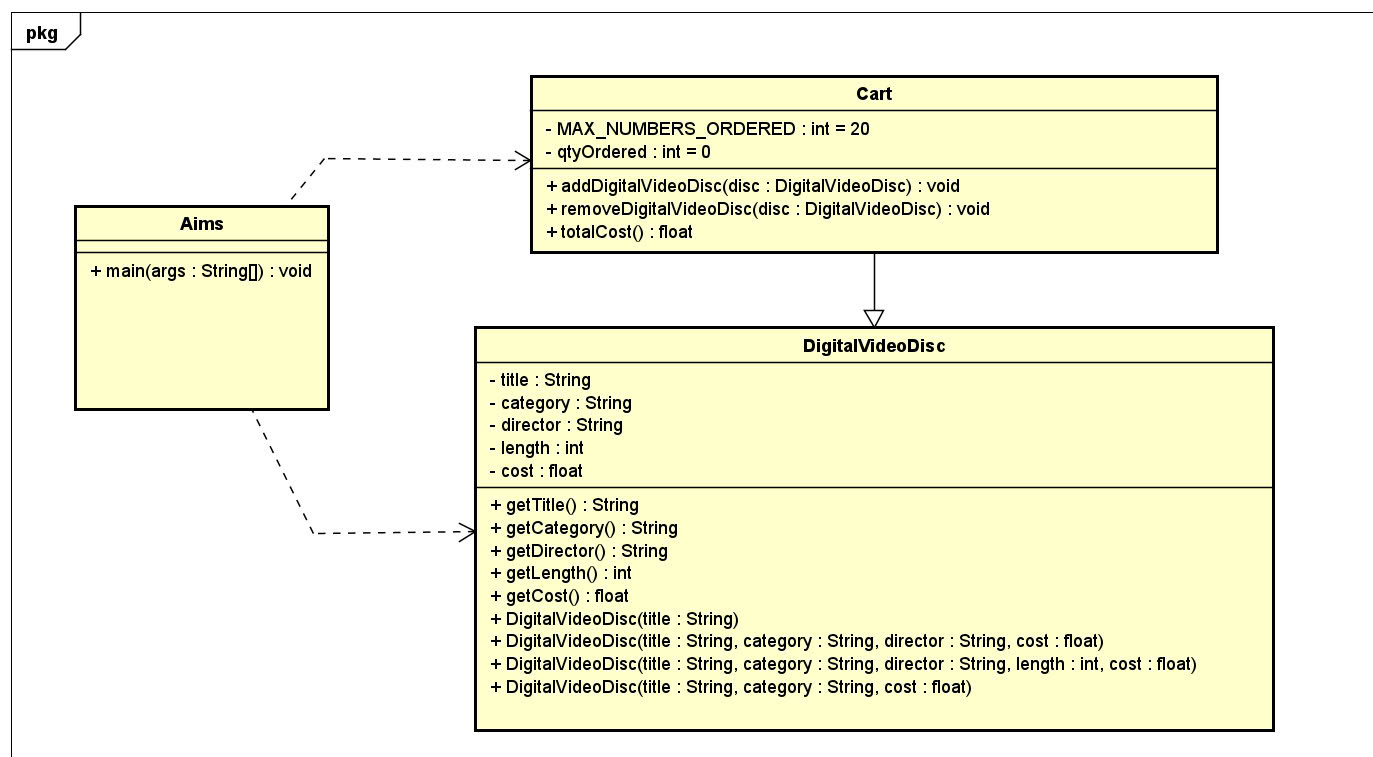 pkg
Cart
- MAX_NUMBERS_ORDERED : int = 20
- qtyOrdered : int = 0
+ addDigitalVideoDisc(disc : DigitalVideoDisc) : void
+ removeDigitalVideoDisc(disc : DigitalVideoDisc) : void
+ totalCost() : float
Aims
+ main(args : String[]) : void
DigitalVideoDisc
- title : String
- category : String
- director : String
- length : int
- cost : float
+ getTitle() : String
+ getCategory() : String
+ getDirector() : String
+ getLength() : int
+ getCost() : float
+ DigitalVideoDisc(title : String)
+ DigitalVideoDisc(title : String, category : String, director : String, cost : float)
+ DigitalVideoDisc(title : String, category : String, director : String, length : int, cost : float)
+ DigitalVideoDisc(title : String, category : String, cost : float)